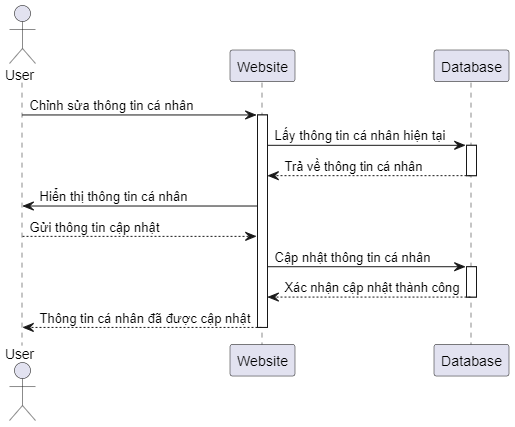 User
Website
Database
Chỉnh sửa thông tin cá nhân
Lấy thông tin cá nhân hiện tại
Trả về thông tin cá nhân
Hiển thị thông tin cá nhân
Gửi thông tin cập nhật
Cập nhật thông tin cá nhân
Xác nhận cập nhật thành công
Thông tin cá nhân đã được cập nhật
User
Website
Database